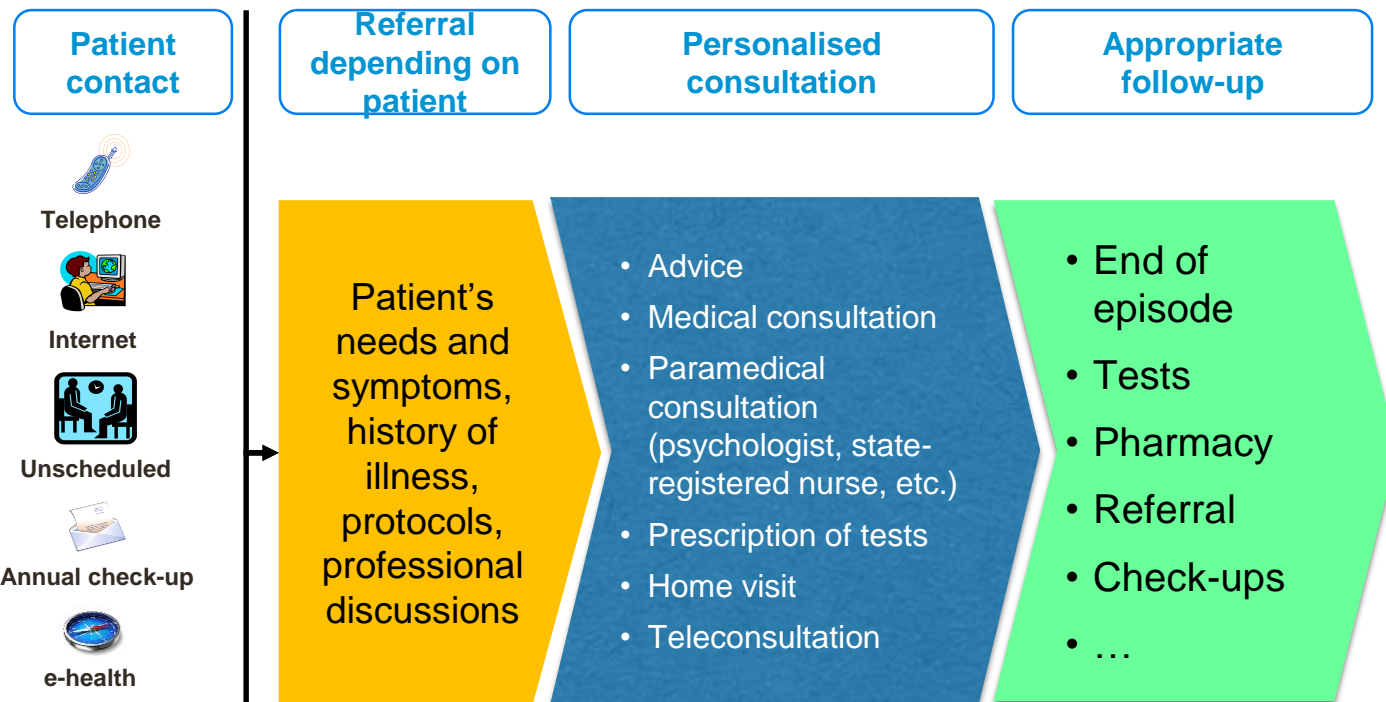 Patient
contact
Referral
depending on
patient
Personalised
consultation
Appropriate
follow-up
Telephone
Internet
Unscheduled
Annual check-up
e-health
Patient’s
needs and
symptoms,
history of
illness,
protocols,
professional
discussions
• Advice
• Medical consultation
• Paramedical
consultation
(psychologist, state-
registered nurse, etc.)
• Prescription of tests
• Home visit
• Teleconsultation
• End of
episode
• Tests
• Pharmacy
• Referral
• Check-ups
• …